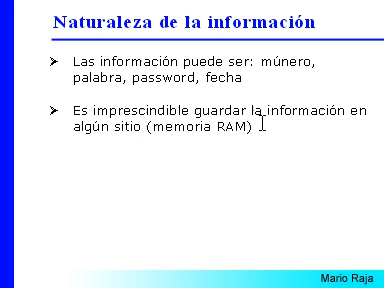 Naturaleza de la información
Las información puede ser: múnero,
palabra, password, fecha
Es imprescindible guardar la información en
algún sitio (memoria RAM)
Mario Raja